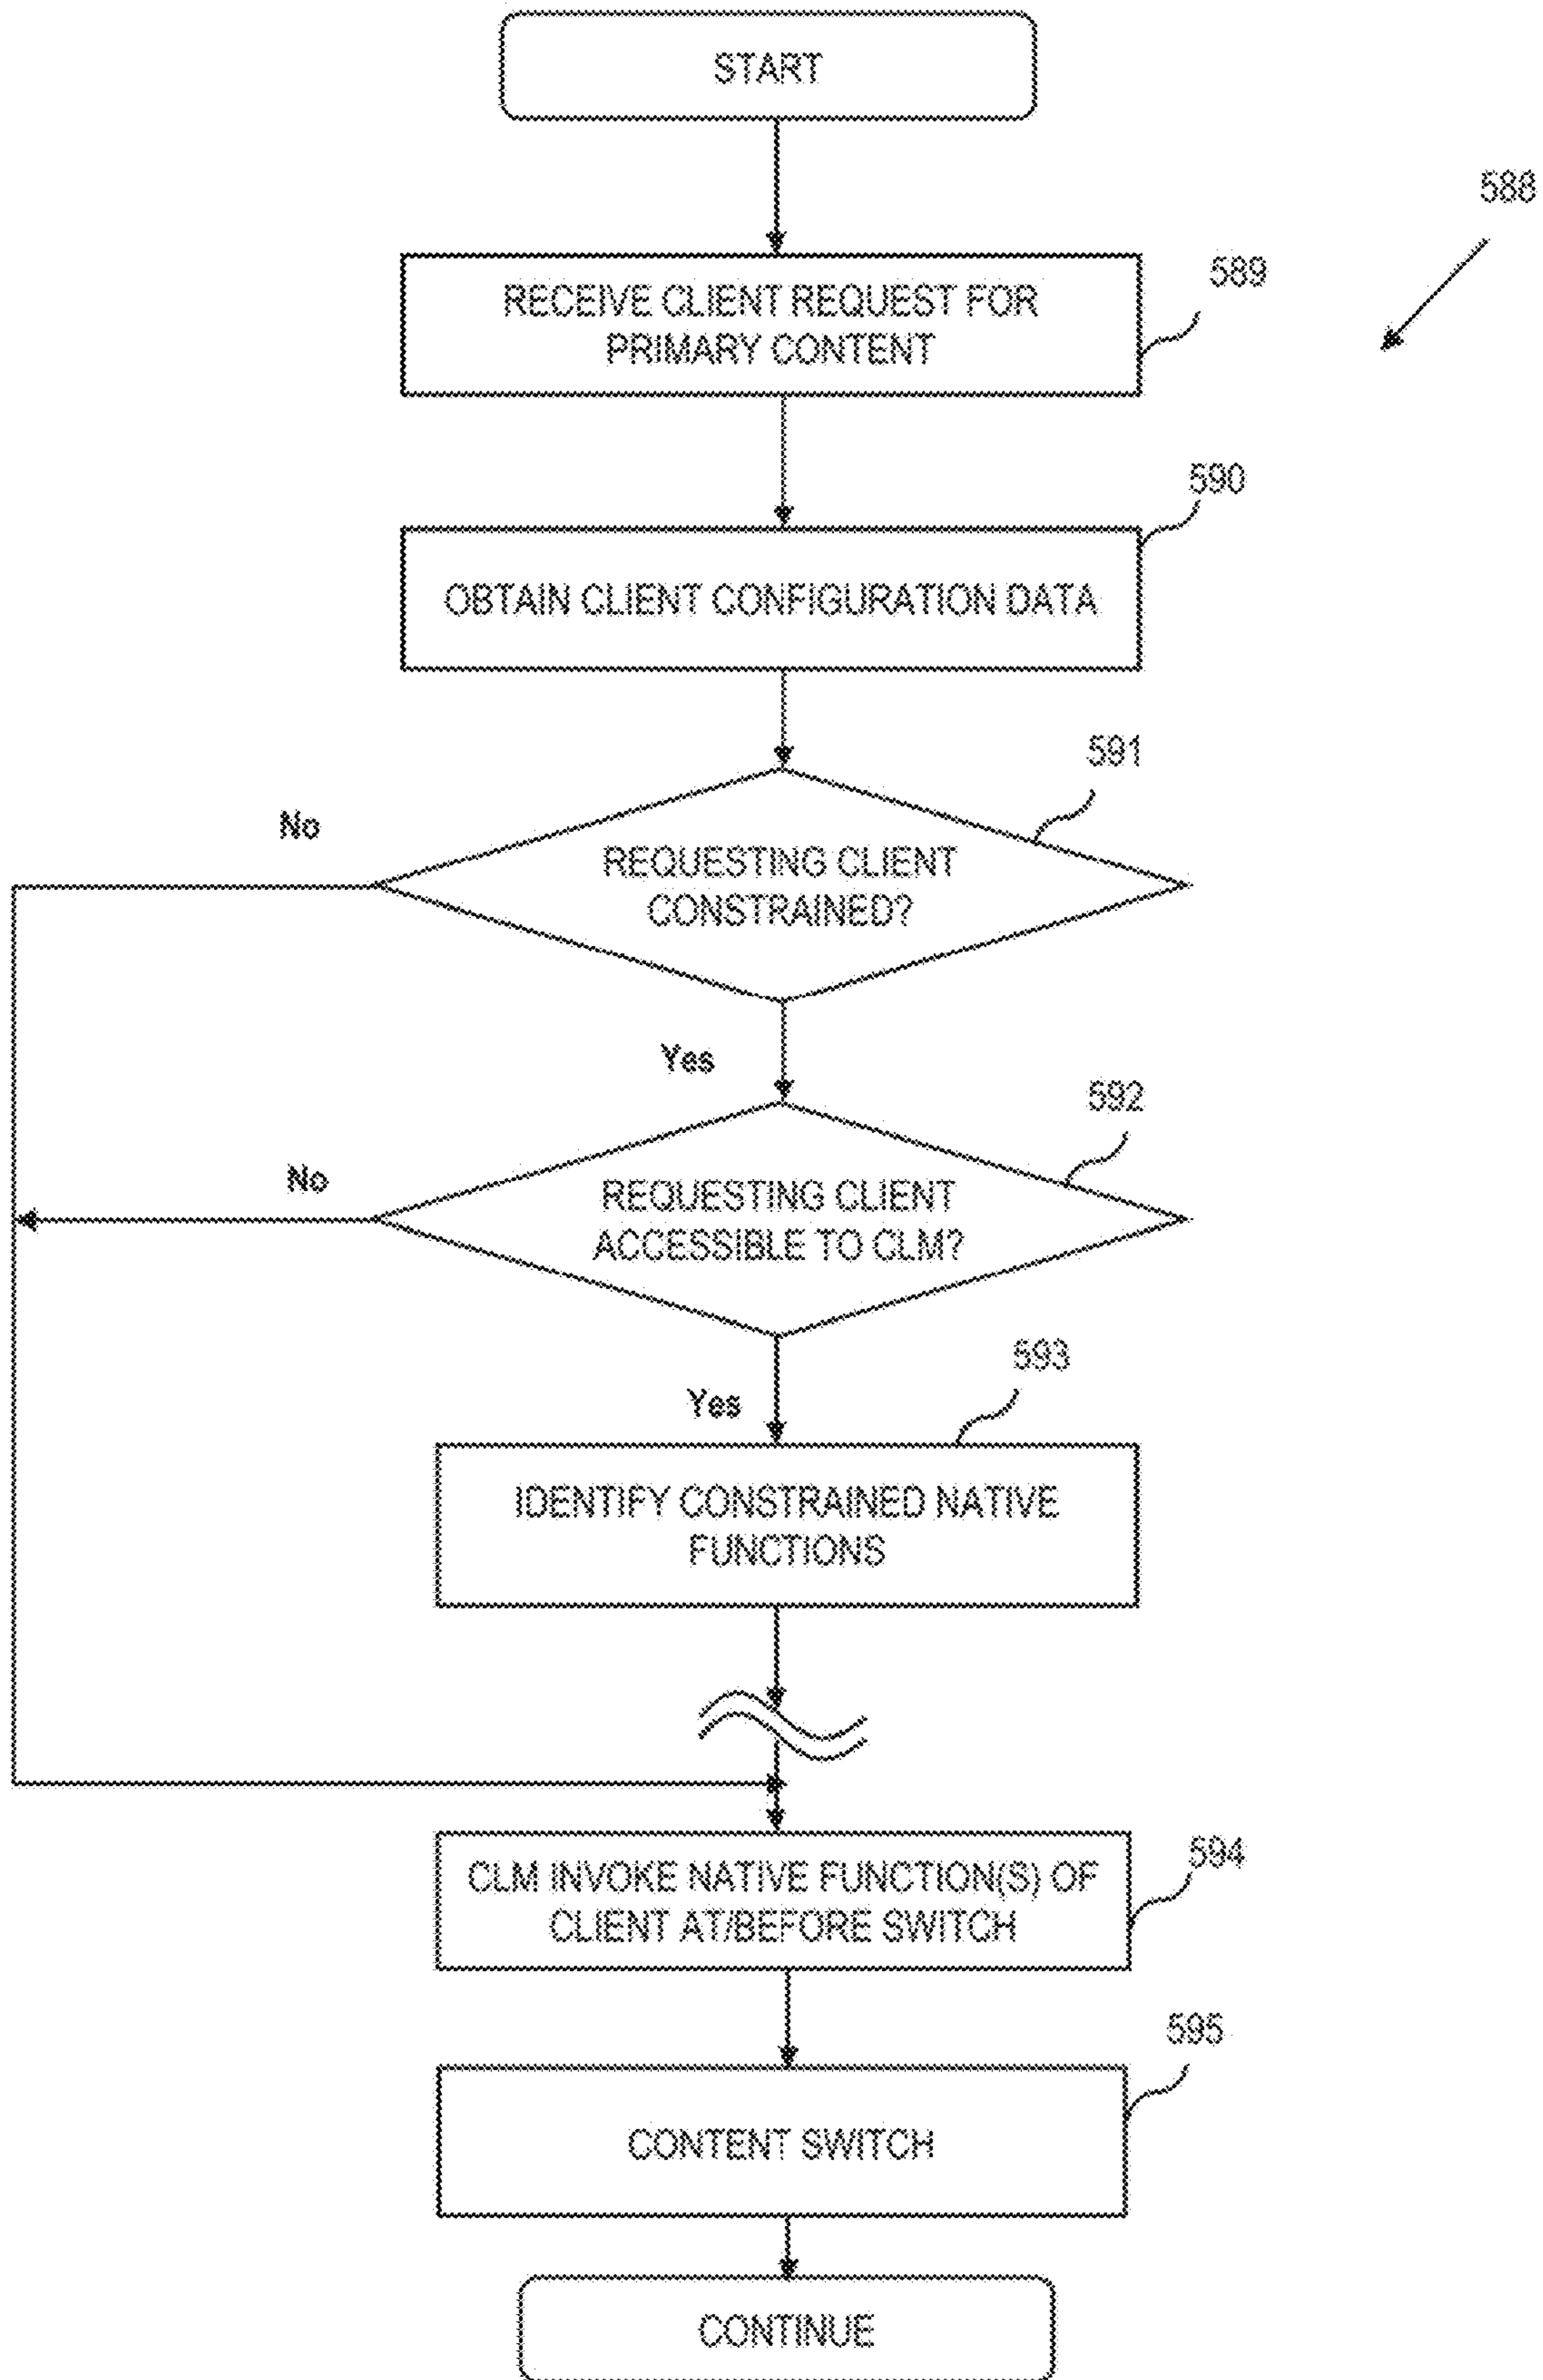 START
588
RECEIVE CLIENT REQUEST FOR
PRIMARY CONTENT
589
590
OBTAIN CLIENT CONFIGURATION DATA
591
No
REQUESTING CLIENT
CONSTRAINED?
Yes
592
No
REQUESTING CLIENT
ACCESSIBLE TO CLM?
593
Yes
IDENTIFY CONSTRAINED NATIVE
FUNCTIONS
594
CLM INVOKE NATIVE FUNCTION(S) OF
CLIENT AT/BEFORE SWITCH
595
CONTENT SWITCH
CONTINUE